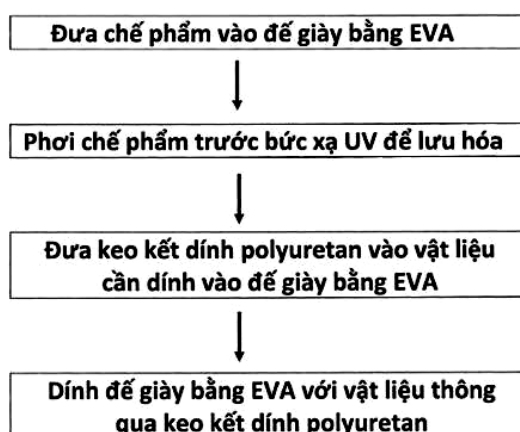 Đưa chế phẩm vào đế giày bằng EVA
Phơi chế phẩm trước bức xạ UV để lưu hóa
Đưa keo kết dính polyuretan vào vật liệu
cần dính vào đế giày bằng EVA
Dính đế giày bằng EVA với vật liệu thông
qua keo kết dính polyuretan